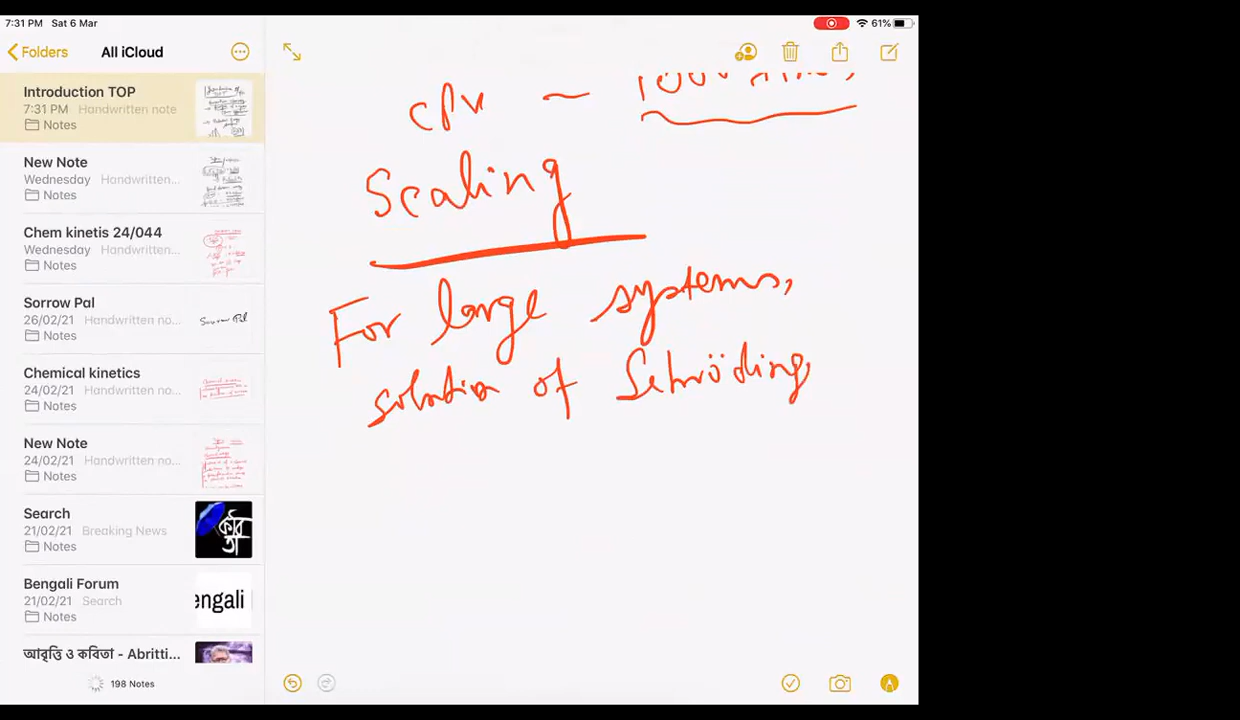 7:31 PM Sat 6 Mar
61%
Folders
All iCloud
Introduction TOP
7:31 PM Handwritten note
Notes
New Note
Wednesday Handwritten...
Notes
Chem kinetis 24/044
Wednesday Handwritten...
Notes
Sorrow Pal
26/02/21 Handwritten no...
Notes
Chemical kinetics
24/02/21 Handwritten no...
Notes
New Note
24/02/21 Handwritten no...
Notes
Search
21/02/21 Breaking News
Notes
কবি
তা
Bengali Forum
21/02/21 Search
Notes
engali
আবৃত্তি ও কবিতা - Abritti...
198 Notes
CPU ~
Scaling
For large systems,
solution of Schröding